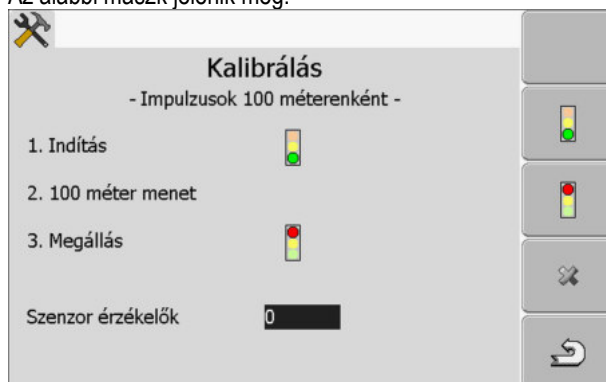 Az alábbi maszk jelenik meg:
Kalibrálás
- Impulzusok 100 méterenként -
1. Indítás
2. 100 méter menet
3. Megállás
Szenzor érzékelők 0